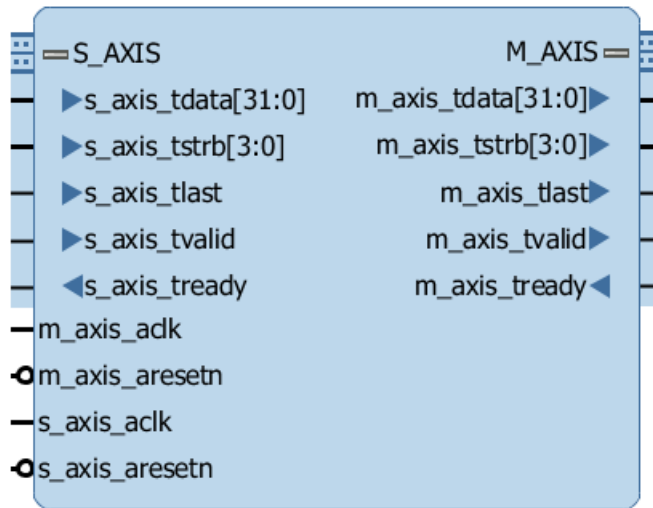 S_AXIS M_AXIS
s_axis_tdata[31:0] m_axis_tdata[31:0]
s_axis_tstrb[3:0] m_axis_tstrb[3:0]
s_axis_tlast m_axis_tlast
s_axis_tvalid m_axis_tvalid
s_axis_tready m_axis_tready
m_axis_aclk
m_axis_aresetn
s_axis_aclk
s_axis_aresetn